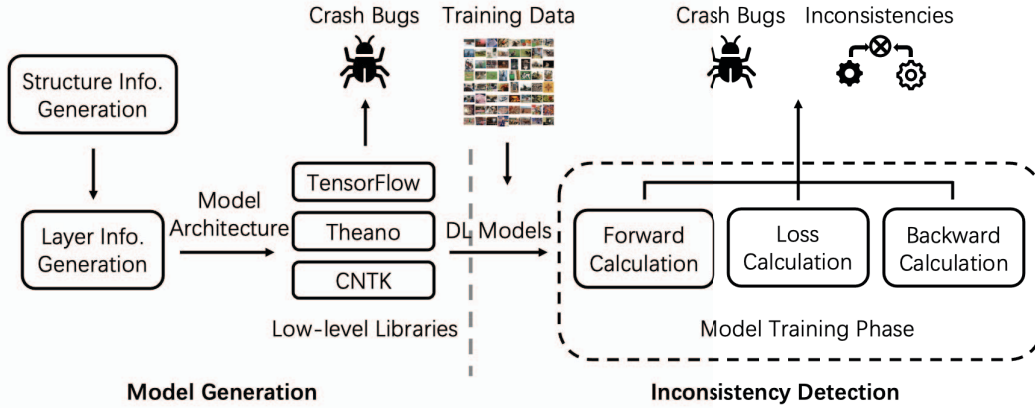 Crash Bugs
Training Data
Crash Bugs
Inconsistencies
Structure Info.
Generation
TensorFlow
Model
Architecture
Layer Info.
Generation
Theano
DL Models
Forward
Calculation
Loss
Calculation
Backward
Calculation
CNTK
Low-level Libraries
Model Training Phase
Model Generation
Inconsistency Detection